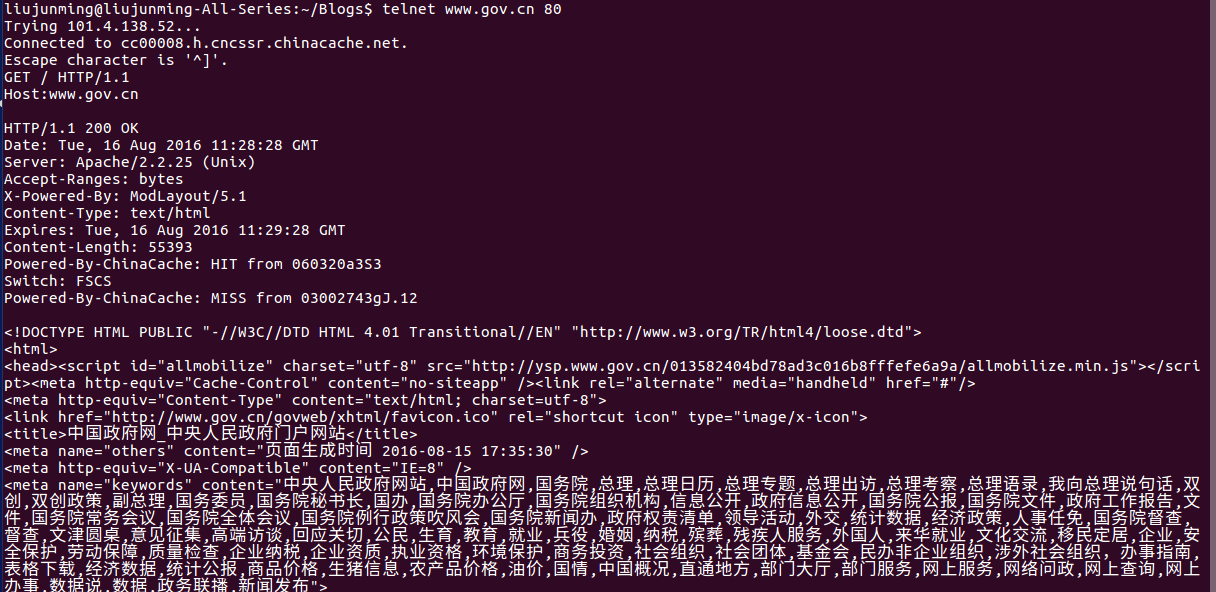 liujunming@liujunming-All-Series:~/Blogs$ telnet www.gov.cn 80
Trying 101.4.138.52...
Connected to cc00008.h.cncssr.chinacache.net.
Escape character is '^]'.
GET / HTTP/1.1
Host:www.gov.cn

HTTP/1.1 200 OK
Date: Tue, 16 Aug 2016 11:28:28 GMT
Server: Apache/2.2.25 (Unix)
Accept-Ranges: bytes
X-Powered-By: ModLayout/5.1
Content-Type: text/html
Expires: Tue, 16 Aug 2016 11:29:28 GMT
Content-Length: 55393
Powered-By-ChinaCache: HIT from 060320a3S3
Switch: FSCS
Powered-By-ChinaCache: MISS from 03002743gJ.12

<!DOCTYPE HTML PUBLIC "-//W3C//DTD HTML 4.01 Transitional//EN" "http://www.w3.org/TR/html4/loose.dtd">
<html>
<head><script id="allmobilize" charset="utf-8" src="http://ysp.www.gov.cn/013582404bd78ad3c016b8fffefe6a9a/allmobilize.min.js"></scri
pt><meta http-equiv="Cache-Control" content="no-siteapp" /><link rel="alternate" media="handheld" href="#"/>
<meta http-equiv="Content-Type" content="text/html; charset=utf-8">
<link href="http://www.gov.cn/govweb/xhtml/favicon.ico" rel="shortcut icon" type="image/x-icon">
<title>中国政府网_中央人民政府门户网站</title>
<meta name="others" content="页面生成时间 2016-08-15 17:35:30" />
<meta http-equiv="X-UA-Compatible" content="IE=8" />
<meta name="keywords" content="中央人民政府网站,中国政府网,国务院,总理,总理日历,总理专题,总理出访,总理考察,总理语录,我向总理说句话,双
创,双创政策,副总理,国务委员,国务院秘书长,国办,国务院办公厅,国务院组织机构,信息公开,政府信息公开,国务院公报,国务院文件,政府工作报告,文
件,国务院常务会议,国务院全体会议,国务院例行政策吹风会,国务院新闻办,政府权责清单,领导活动,外交,统计数据,经济政策,人事任免,国务院督查,
督查,文津圆桌,意见征集,高端访谈,回应关切,公民,生育,教育,就业,兵役,婚姻,纳税,殡葬,残疾人服务,外国人,来华就业,文化交流,移民定居,企业,安
全保护,劳动保障,质量检查,企业纳税,企业资质,执业资格,环境保护,商务投资,社会组织,社会团体,基金会,民办非企业组织,涉外社会组织, 办事指南,
表格下载,经济数据,统计公报,商品价格,生猪信息,农产品价格,油价,国情,中国概况,直通地方,部门大厅,部门服务,网上服务,网络问政,网上查询,网上
办事,数据说,数据,政务联播,新闻发布">